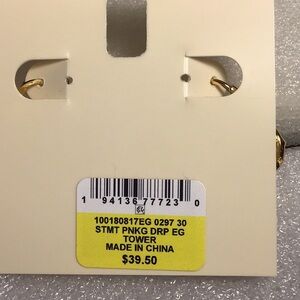 1 94136 77723 0
100180817EG 0297 30
STMT PNKG DRP EG
TOWER
MADE IN CHINA
$39.50